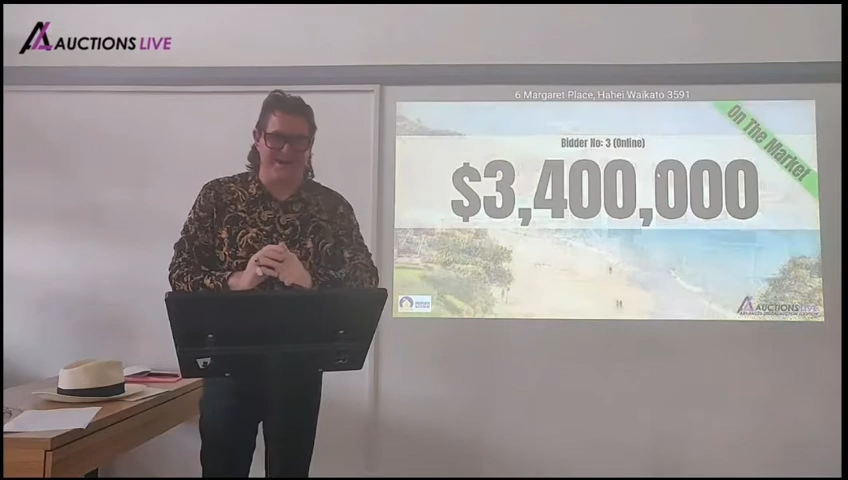 AUCTIONS LIVE
6 Margaret Place, Hahei Waikato 3591
On The Market
Bidder No: 3 (Online)
$3,400,000
AUCTIONS LIVE